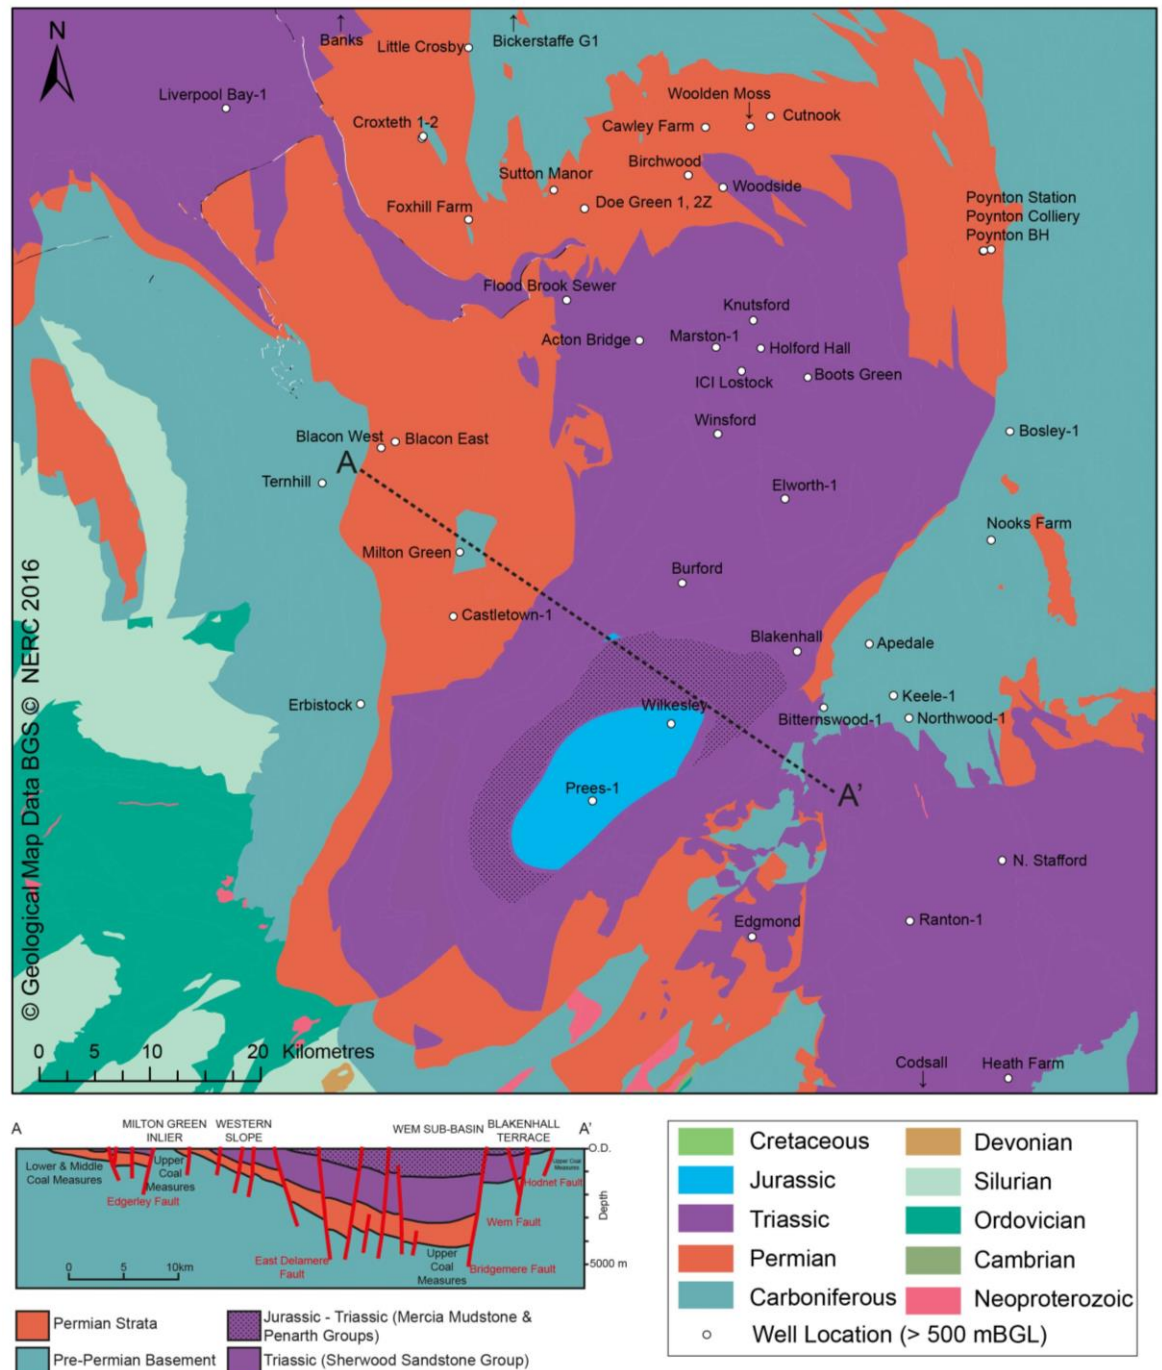 N
Banks
Little Crosby
Bickerstaffe G1
Liverpool Bay-1
Woolden Moss
Croxteth 1-2
Cawley Farm
Cutnook
Birchwood
Sutton Manor
Woodside
Foxhill Farm
Doe Green 1, 2Z
Poynton Station
Poynton Colliery
Poynton BH
Flood Brook Sewer
Knutsford
Acton Bridge
Marston-1
Holford Hall
ICI Lostock
Boots Green
Winsford
Blacon West
Blacon East
Bosley-1
A
Ternhill
Elworth-1
Nooks Farm
Milton Green
Burford
Castletown-1
Blakenhall
Apedale
Erbistock
Wilkesley
Keele-1
Bitternswood-1
Northwood-1
Prees-1
A'
N. Stafford
Edgmond
Ranton-1
© Geological Map Data BGS © NERC 2016
0 5 10 20 Kilometres
Codsall
Heath Farm
A
MILTON GREEN
INLIER
WESTERN
SLOPE
WEM SUB-BASIN
BLAKENHALL
TERRACE
A'
O.D.
Lower & Middle
Coal Measures
Upper
Coal
Measures
Upper Coal
Measures
Edgerley Fault
Hodnet Fault
Depth
Wem Fault
East Delamere
Fault
Upper
Coal
Measures
Bridgemere Fault
5000 m
0 5 10km
Permian Strata
Jurassic - Triassic (Mercia Mudstone &
Penarth Groups)
Pre-Permian Basement
Triassic (Sherwood Sandstone Group)
Cretaceous
Devonian
Jurassic
Silurian
Triassic
Ordovician
Permian
Cambrian
Carboniferous
Neoproterozoic
Well Location (> 500 mBGL)